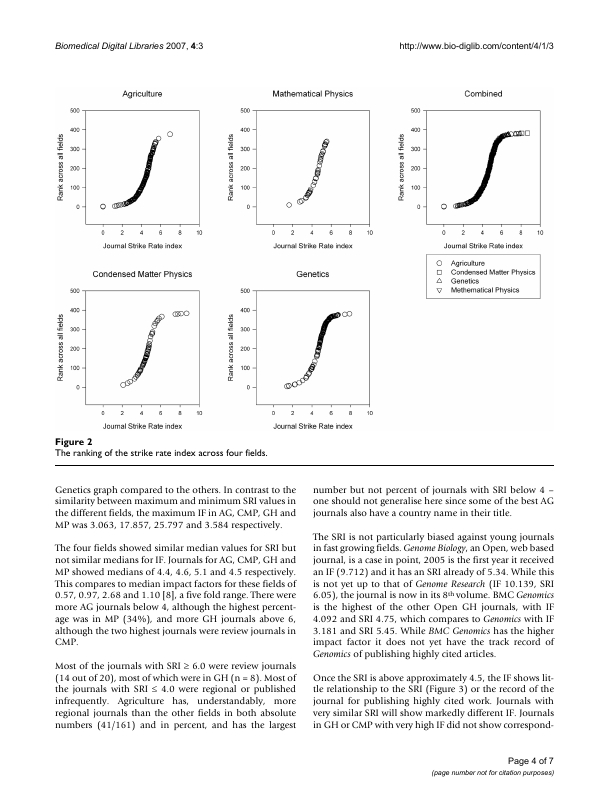 Biomedical Digital Libraries 2007, 4:3
http://www.bio-diglib.com/content/4/1/3
Agriculture
500
400
300
200
100
0
Rank across all fields
0 2 4 6 8 10
Journal Strike Rate index
Mathematical Physics
500
400
300
200
100
0
Rank across all fields
0 2 4 6 8 10
Journal Strike Rate index
Combined
500
400
300
200
100
0
Rank across all fields
0 2 4 6 8 10
Journal Strike Rate index
Agriculture
Condensed Matter Physics
Genetics
Methematical Physics
Condensed Matter Physics
500
400
300
200
100
0
Rank across all fields
0 2 4 6 8 10
Journal Strike Rate index
Genetics
500
400
300
200
100
0
Rank across all fields
0 2 4 6 8 10
Journal Strike Rate index
Figure 2
The ranking of the strike rate index across four fields.
Genetics graph compared to the others. In contrast to the
similarity between maximum and minimum SRI values in
the different fields, the maximum IF in AG, CMP, GH and
MP was 3.063, 17.857, 25.797 and 3.584 respectively.
The four fields showed similar median values for SRI but
not similar medians for IF. Journals for AG, CMP, GH and
MP showed medians of 4.4, 4.6, 5.1 and 4.5 respectively.
This compares to median impact factors for these fields of
0.57, 0.97, 2.68 and 1.10 [8], a five fold range. There were
more AG journals below 4, although the highest percent-
age was in MP (34%), and more GH journals above 6,
although the two highest journals were review journals in
CMP.
Most of the journals with SRI ≥ 6.0 were review journals
(14 out of 20), most of which were in GH (n = 8). Most of
the journals with SRI ≤ 4.0 were regional or published
infrequently. Agriculture has, understandably, more
regional journals than the other fields in both absolute
numbers (41/161) and in percent, and has the largest
number but not percent of journals with SRI below 4 –
one should not generalise here since some of the best AG
journals also have a country name in their title.
The SRI is not particularly biased against young journals
in fast growing fields. Genome Biology, an Open, web based
journal, is a case in point, 2005 is the first year it received
an IF (9.712) and it has an SRI already of 5.34. While this
is not yet up to that of Genome Research (IF 10.139, SRI
6.05), the journal is now in its 8th volume. BMC Genomics
is the highest of the other Open GH journals, with IF
4.092 and SRI 4.75, which compares to Genomics with IF
3.181 and SRI 5.45. While BMC Genomics has the higher
impact factor it does not yet have the track record of
Genomics of publishing highly cited articles.
Once the SRI is above approximately 4.5, the IF shows lit-
tle relationship to the SRI (Figure 3) or the record of the
journal for publishing highly cited work. Journals with
very similar SRI will show markedly different IF. Journals
in GH or CMP with very high IF did not show correspond-
Page 4 of 7
(page number not for citation purposes)